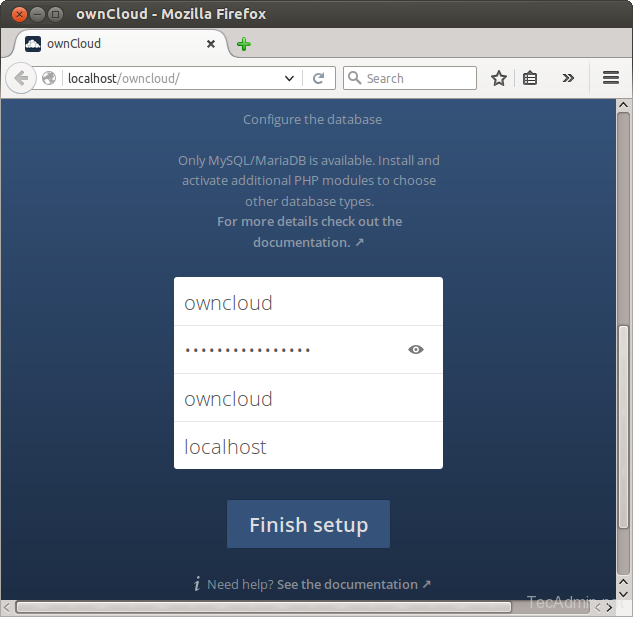 ownCloud - Mozilla Firefox
ownCloud
localhost/owncloud/
Search
Configure the database
Only MySQL/MariaDB is available. Install and
activate additional PHP modules to choose
other database types.
For more details check out the
documentation. ↗
owncloud
••••••••••••••••
owncloud
localhost
Finish setup
i Need help? See the documentation ↗
TecAdmin.net